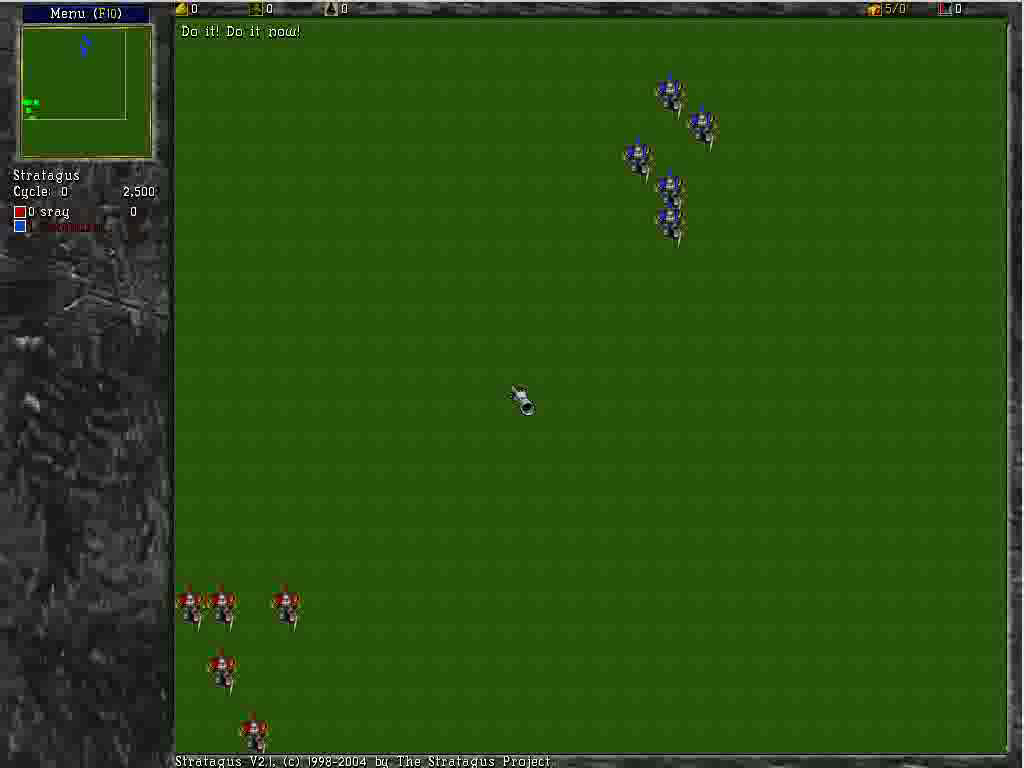 Menu (F10)
0
0
0
5/0
0
Do it! Do it now!
Stratagus
Cycle: 0 2,500
0 sray 0
Stratagus V2.1, (c) 1998-2004 by The Stratagus Project